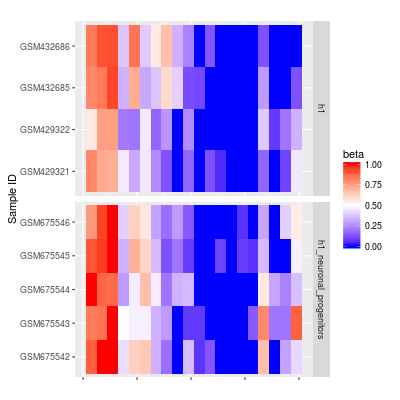 Sample ID
GSM432686
GSM432685
GSM429322
GSM429321
h1
GSM675546
GSM675545
GSM675544
GSM675543
GSM675542
h1_neuronal_progenitors
beta
1.00
0.75
0.50
0.25
0.00